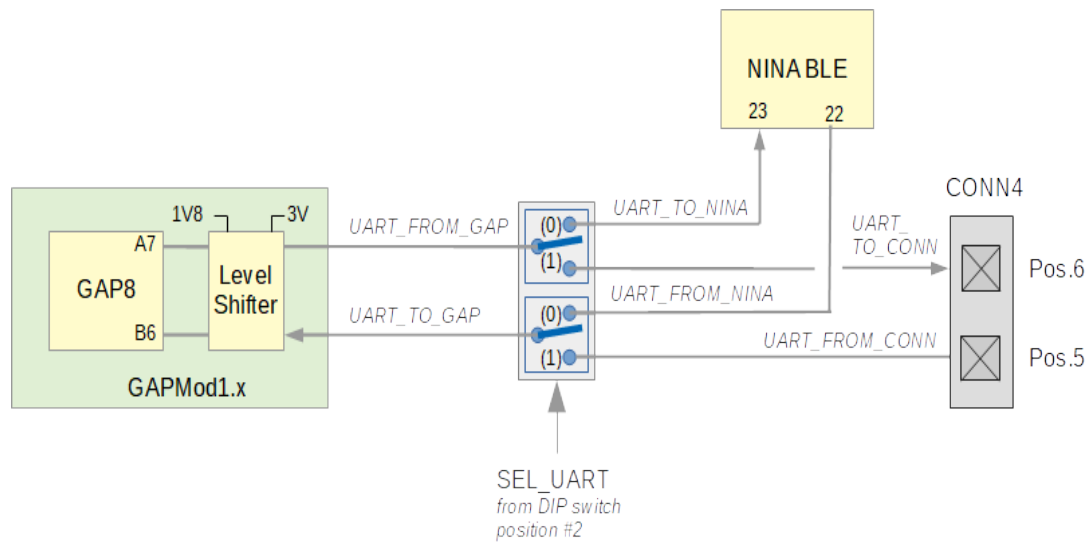 NINA BLE
23
22
CONN4
1V8
3V
UART_FROM_GAP
(0)
UART_TO_NINA
UART_
TO_CONN
A7
GAP8
Level
Shifter
(1)
Pos.6
UART_FROM_NINA
B6
UART_TO_GAP
(0)
UART_FROM_CONN
(1)
Pos.5
GAPMod1.x
SEL_UART
from DIP switch
position #2